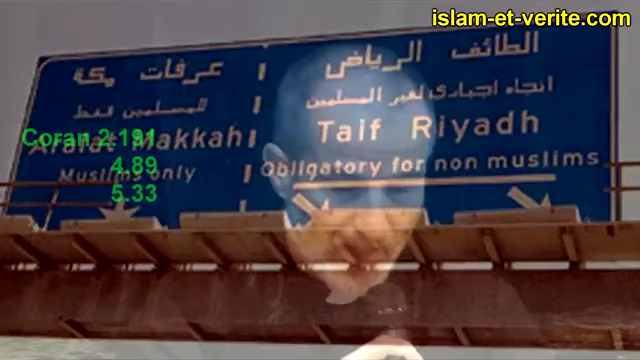 islam-et-verite.com
عرفات مكة
للمسلمين فقط
Arafat Makkah
Muslims only
الطائف الرياض
اتجاه اجباري لغير المسلمين
Taif Riyadh
Obligatory for non muslims
Coran 2.191
4.89
5.33